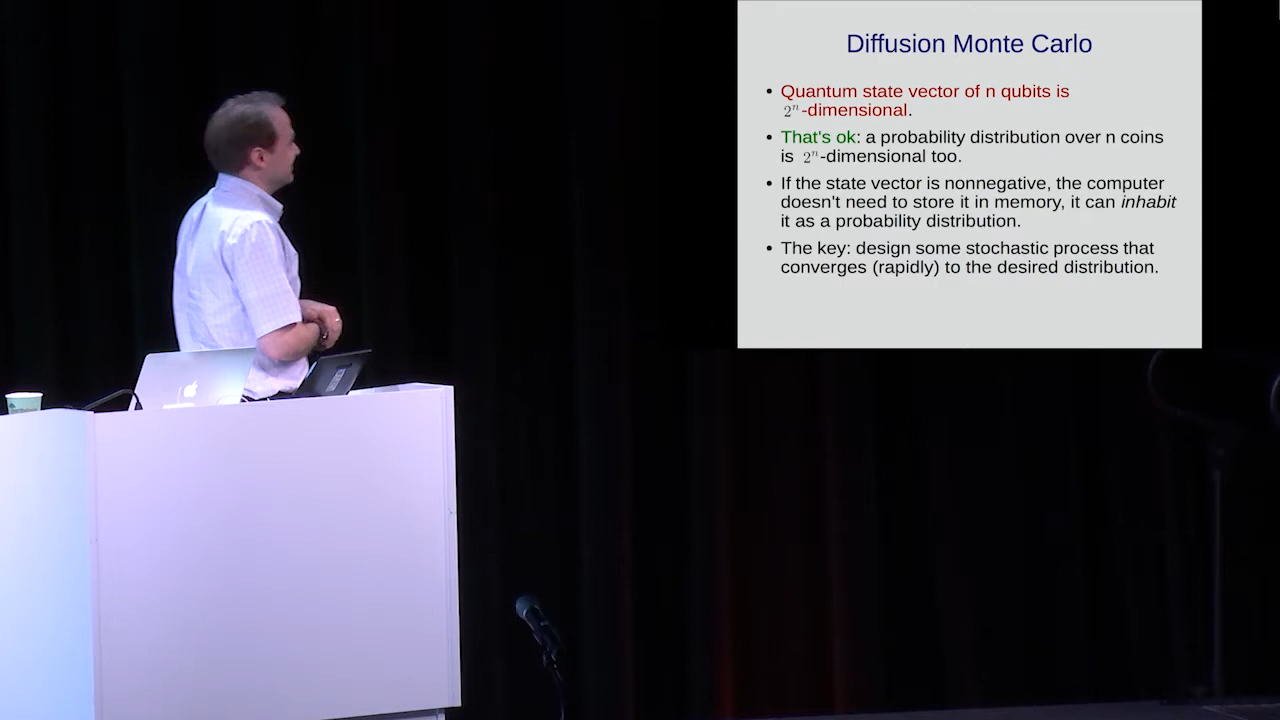 Diffusion Monte Carlo
• Quantum state vector of n qubits is
2ⁿ-dimensional.
• That's ok: a probability distribution over n coins
is 2ⁿ-dimensional too.
• If the state vector is nonnegative, the computer
doesn't need to store it in memory, it can inhabit
it as a probability distribution.
• The key: design some stochastic process that
converges (rapidly) to the desired distribution.